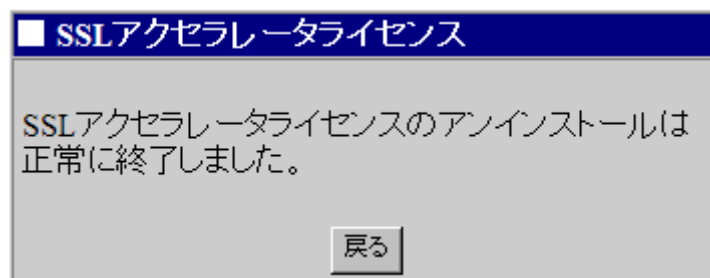 ■ SSLアクセラレータライセンス
SSLアクセラレータライセンスのアンインストールは
正常に終了しました。
戻る